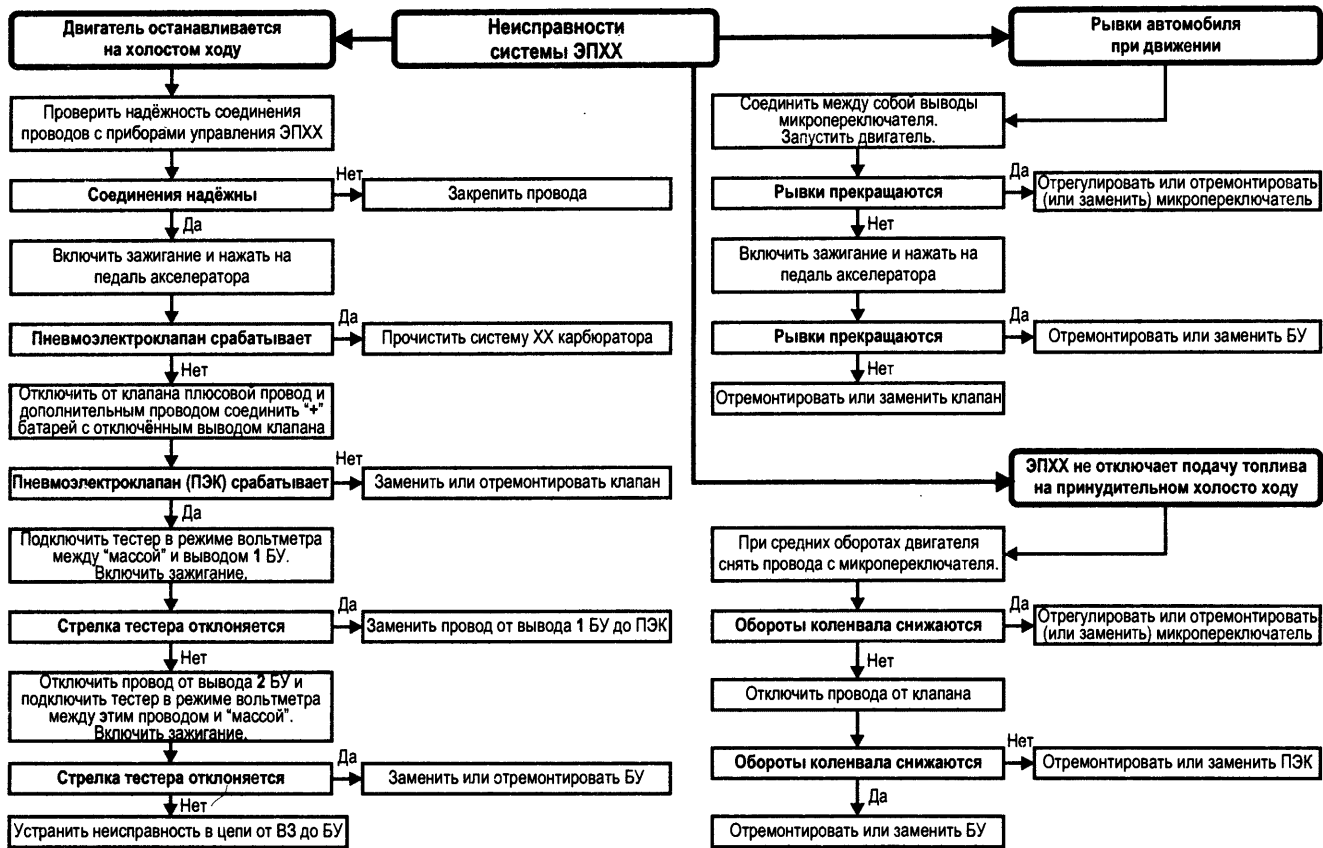 Неисправности
системы ЭПХХ
Двигатель останавливается
на холостом ходу
Проверить надёжность соединения
проводов с приборами управления ЭПХХ
Соединения надёжны
Нет
Закрепить провода
Да
Включить зажигание и нажать на
педаль акселератора
Пневмоэлектроклапан срабатывает
Да
Прочистить систему ХХ карбюратора
Нет
Отключить от клапана плюсовой провод и
дополнительным проводом соединить "+"
батарей с отключённым выводом клапана
Пневмоэлектроклапан (ПЭК) срабатывает
Нет
Заменить или отремонтировать клапан
Да
Подключить тестер в режиме вольтметра
между "массой" и выводом 1 БУ.
Включить зажигание.
Стрелка тестера отклоняется
Да
Заменить провод от вывода 1 БУ до ПЭК
Нет
Отключить провод от вывода 2 БУ и
подключить тестер в режиме вольтметра
между этим проводом и "массой".
Включить зажигание.
Стрелка тестера отклоняется
Да
Заменить или отремонтировать БУ
Нет
Устранить неисправность в цепи от ВЗ до БУ
Рывки автомобиля
при движении
Соединить между собой выводы
микропереключателя.
Запустить двигатель.
Рывки прекращаются
Да
Отрегулировать или отремонтировать
(или заменить) микропереключатель
Нет
Включить зажигание и нажать на
педаль акселератора
Рывки прекращаются
Да
Отремонтировать или заменить БУ
Нет
Отремонтировать или заменить клапан
ЭПХХ не отключает подачу топлива
на принудительном холосто ходу
При средних оборотах двигателя
снять провода с микропереключателя.
Обороты коленвала снижаются
Да
Отрегулировать или отремонтировать
(или заменить) микропереключатель
Нет
Отключить провода от клапана
Обороты коленвала снижаются
Нет
Отремонтировать или заменить ПЭК
Да
Отремонтировать или заменить БУ